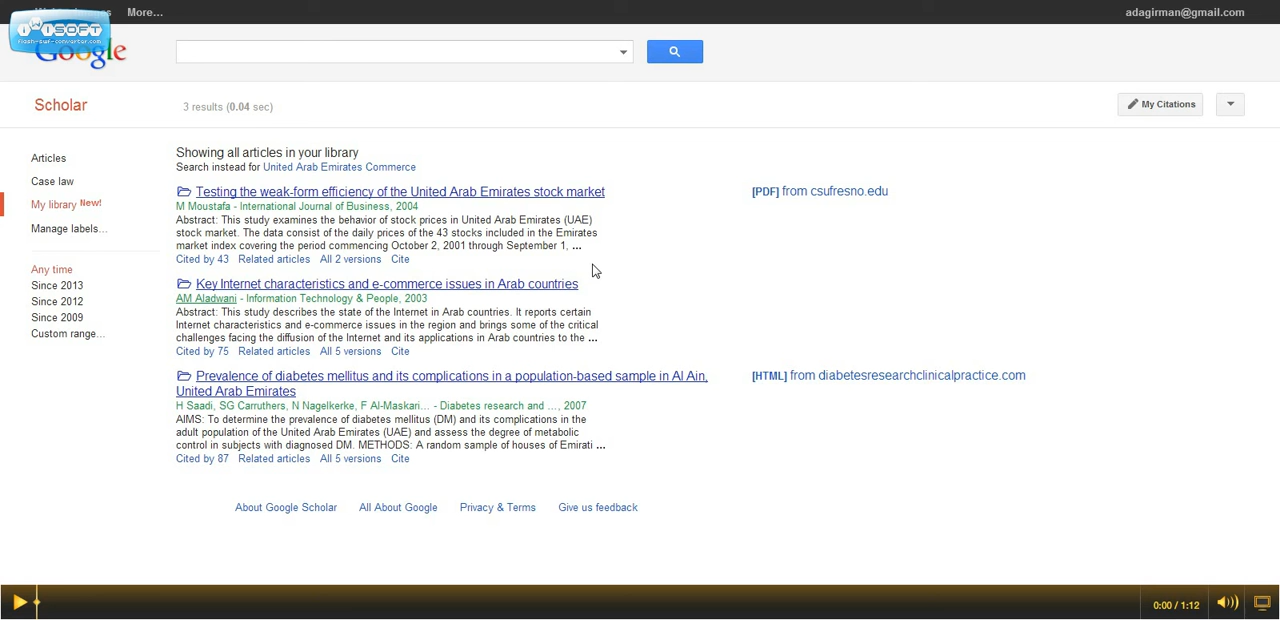 More...
adagirman@gmail.com
iWiSOFT
flash-swf-converter.com
Google
Scholar
3 results (0.04 sec)
My Citations
Articles
Case law
My library New!
Manage labels...
Any time
Since 2013
Since 2012
Since 2009
Custom range...
Showing all articles in your library
Search instead for United Arab Emirates Commerce
Testing the weak-form efficiency of the United Arab Emirates stock market
[PDF] from csufresno.edu
M Moustafa - International Journal of Business, 2004
Abstract: This study examines the behavior of stock prices in United Arab Emirates (UAE)
stock market. The data consist of the daily prices of the 43 stocks included in the Emirates
market index covering the period commencing October 2, 2001 through September 1, ...
Cited by 43 Related articles All 2 versions Cite
Key Internet characteristics and e-commerce issues in Arab countries
AM Aladwani - Information Technology & People, 2003
Abstract: This study describes the state of the Internet in Arab countries. It reports certain
Internet characteristics and e-commerce issues in the region and brings some of the critical
challenges facing the diffusion of the Internet and its applications in Arab countries to the ...
Cited by 75 Related articles All 5 versions Cite
Prevalence of diabetes mellitus and its complications in a population-based sample in Al Ain,
United Arab Emirates
[HTML] from diabetesresearchclinicalpractice.com
H Saadi, SG Carruthers, N Nagelkerke, F Al-Maskari... - Diabetes research and ..., 2007
AIMS: To determine the prevalence of diabetes mellitus (DM) and its complications in the
adult population of the United Arab Emirates (UAE) and assess the degree of metabolic
control in subjects with diagnosed DM. METHODS: A random sample of houses of Emirati ...
Cited by 87 Related articles All 5 versions Cite
About Google Scholar All About Google Privacy & Terms Give us feedback
0:00 / 1:12